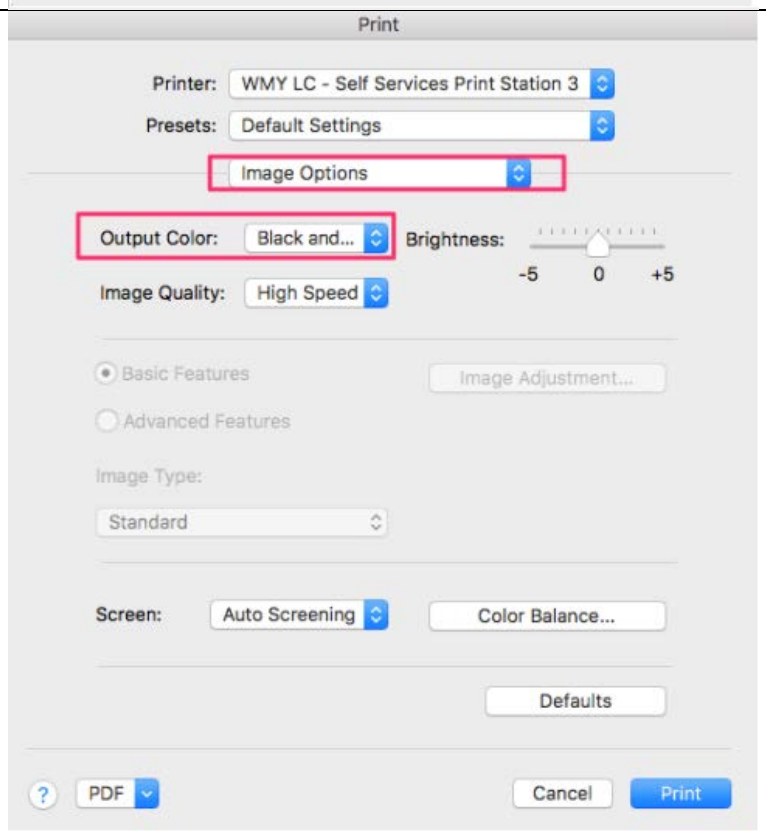 Print
Printer: WMY LC - Self Services Print Station 3
Presets: Default Settings
Image Options
Output Color: Black and... Brightness:
-5 0 +5
Image Quality: High Speed
Basic Features Image Adjustment...
Advanced Features
Image Type:
Standard
Screen: Auto Screening Color Balance...
Defaults
? PDF Cancel Print